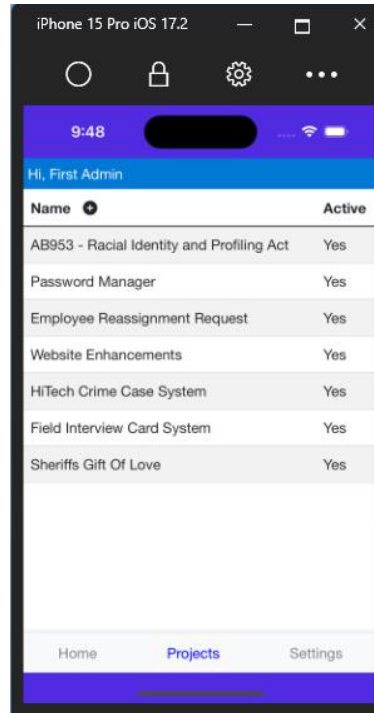 iPhone 15 Pro iOS 17.2
9:48
Hi, First Admin
Name Active
AB953 - Racial Identity and Profiling Act Yes
Password Manager Yes
Employee Reassignment Request Yes
Website Enhancements Yes
HiTech Crime Case System Yes
Field Interview Card System Yes
Sheriffs Gift Of Love Yes
Home Projects Settings